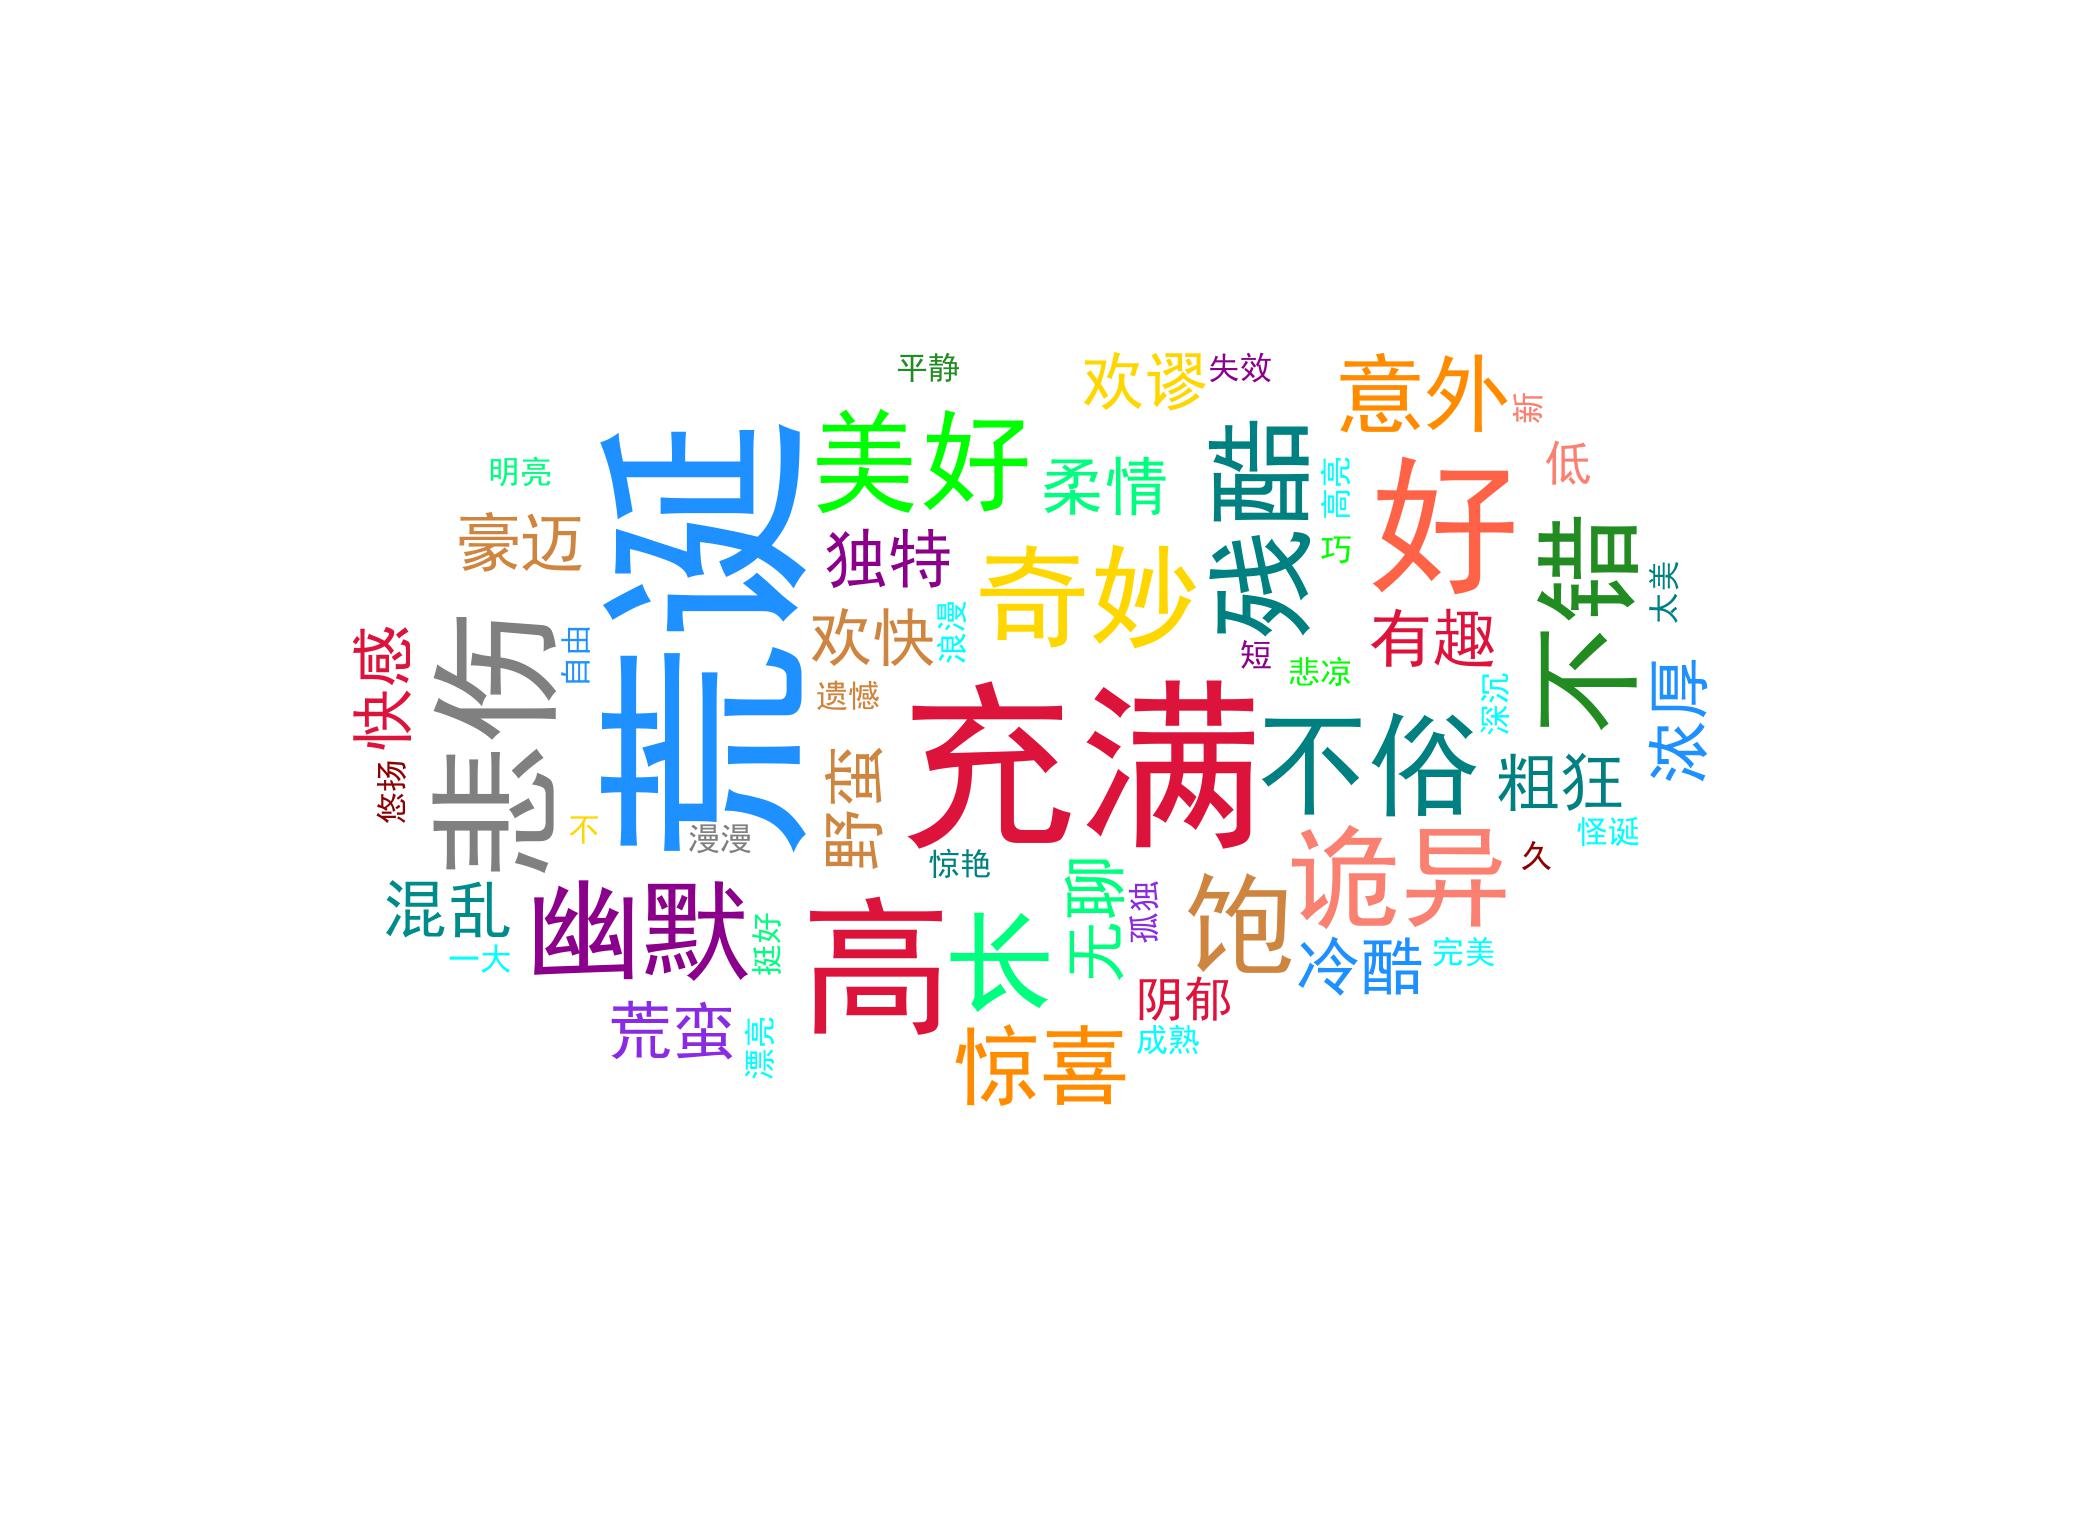 平静
欢谬
失效
意外
新
美好
荒诞
明亮
柔情
残酷
高亮
好
低
豪迈
独特
奇妙
巧
不错
太美
快感
悲伤
自由
欢快
浪漫
短
悲凉
有趣
浓厚
遗憾
充满
不俗
深沉
粗狂
悠扬
不
漫漫
野蛮
惊艳
诡异
久
怪诞
混乱
一大
幽默
挺好
高
长
无聊
孤独
饱
冷酷
完美
阴郁
荒蛮
漂亮
惊喜
成熟